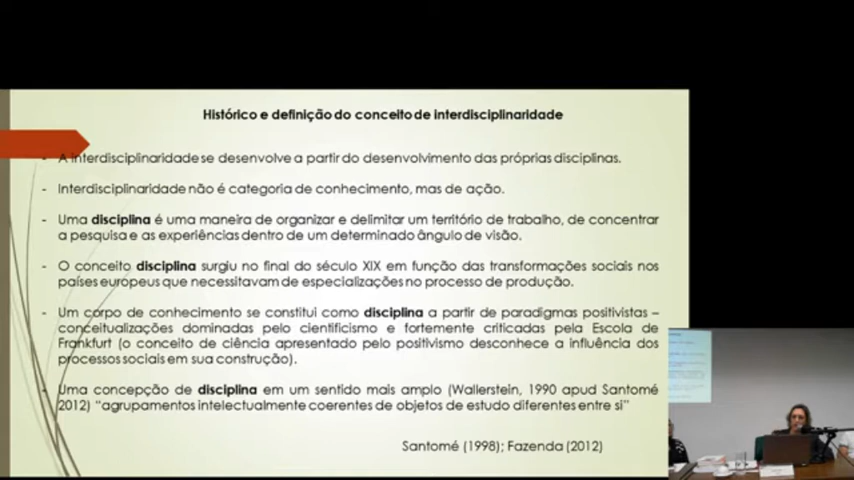 Histórico e definição do conceito de interdisciplinaridade
- A interdisciplinaridade se desenvolve a partir do desenvolvimento das próprias disciplinas.
- Interdisciplinaridade não é categoria de conhecimento, mas de ação.
- Uma disciplina é uma maneira de organizar e delimitar um território de trabalho, de concentrar
a pesquisa e as experiências dentro de um determinado ângulo de visão.
- O conceito disciplina surgiu no final do século XIX em função das transformações sociais nos
países europeus que necessitavam de especializações no processo de produção.
- Um corpo de conhecimento se constitui como disciplina a partir de paradigmas positivistas –
conceitualizações dominadas pelo cientificismo e fortemente criticadas pela Escola de
Frankfurt (o conceito de ciência apresentado pelo positivismo desconhece a influência dos
processos sociais em sua construção).
- Uma concepção de disciplina em um sentido mais amplo (Wallerstein, 1990 apud Santomé
2012) “agrupamentos intelectualmente coerentes de objetos de estudo diferentes entre si”
Santomé (1998); Fazenda (2012)